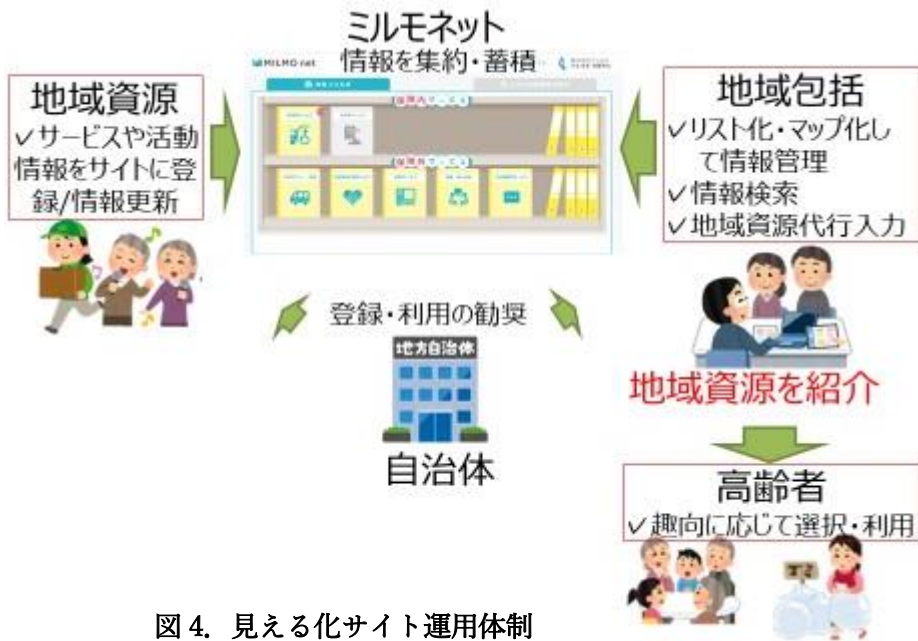 ミルモネット
情報を集約・蓄積
MILMO net
地域資源
✓サービスや活動
情報をサイトに登
録/情報更新
地域包括
✓リスト化・マップ化し
て情報管理
✓情報検索
✓地域資源代行入力
登録・利用の勧奨
地方自治体
自治体
地域資源を紹介
高齢者
✓趣向に応じて選択・利用
図 4. 見える化サイト運用体制